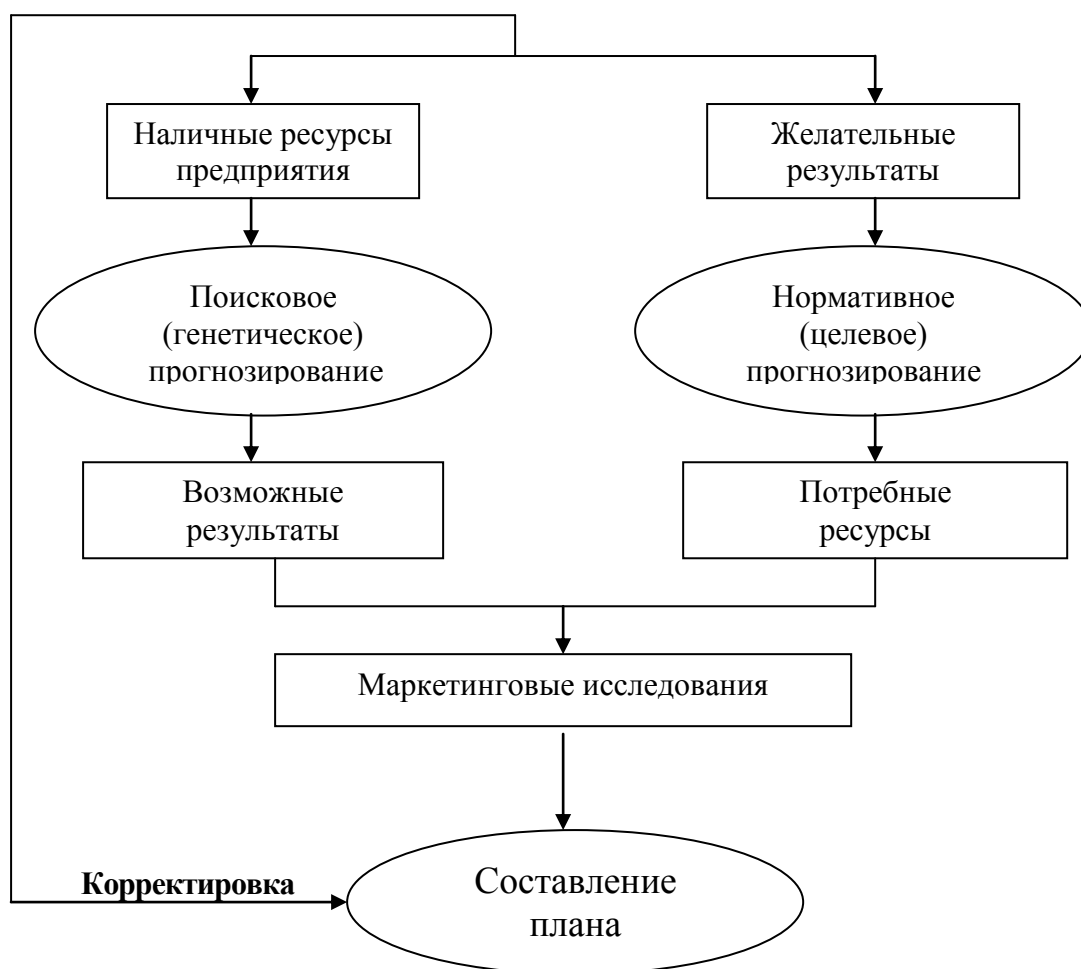 Наличные ресурсы
предприятия
Желательные
результаты
Поисковое
(генетическое)
прогнозирование
Нормативное
(целевое)
прогнозирование
Возможные
результаты
Потребные
ресурсы
Маркетинговые исследования
Корректировка
Составление
плана